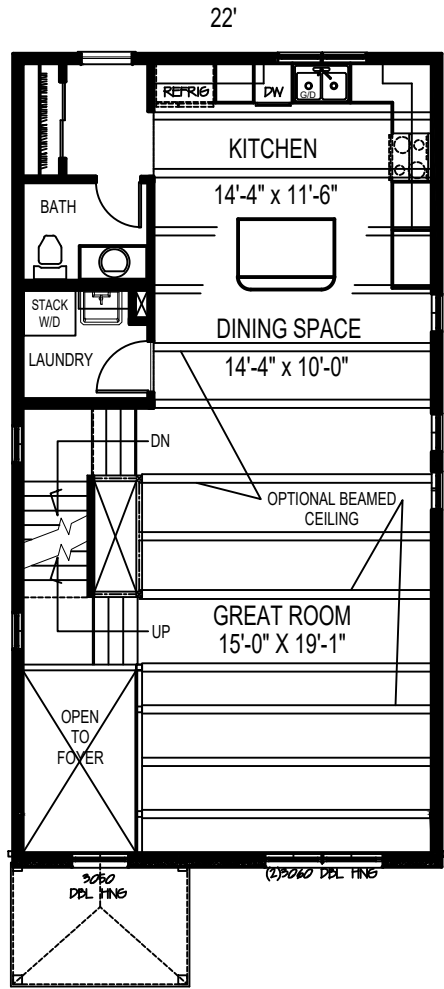 22'
REFRIG
DW
G/D
KITCHEN
14'-4" x 11'-6"
BATH
STACK
W/D
LAUNDRY
DINING SPACE
14'-4" x 10'-0"
DN
OPTIONAL BEAMED
CEILING
UP
GREAT ROOM
15'-0" X 19'-1"
OPEN
TO
FOYER
3050
DBL HNG
(2)3060 DBL HNG